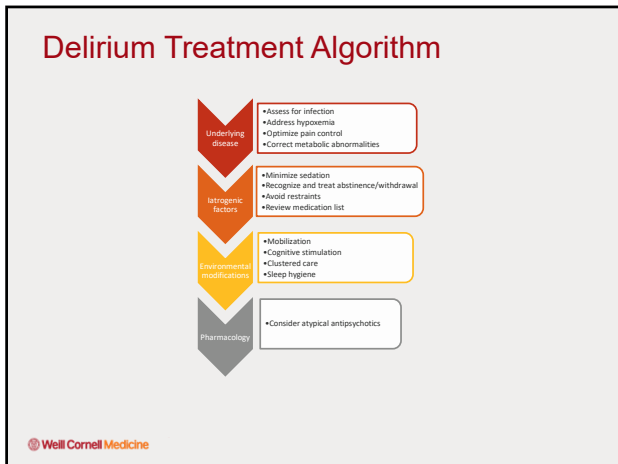 Delirium Treatment Algorithm
Underlying
disease
•Assess for infection
•Address hypoxemia
•Optimize pain control
•Correct metabolic abnormalities
Iatrogenic
factors
•Minimize sedation
•Recognize and treat abstinence/withdrawal
•Avoid restraints
•Review medication list
Environmental
modifications
•Mobilization
•Cognitive stimulation
•Clustered care
•Sleep hygiene
Pharmacology
•Consider atypical antipsychotics
Weill Cornell Medicine